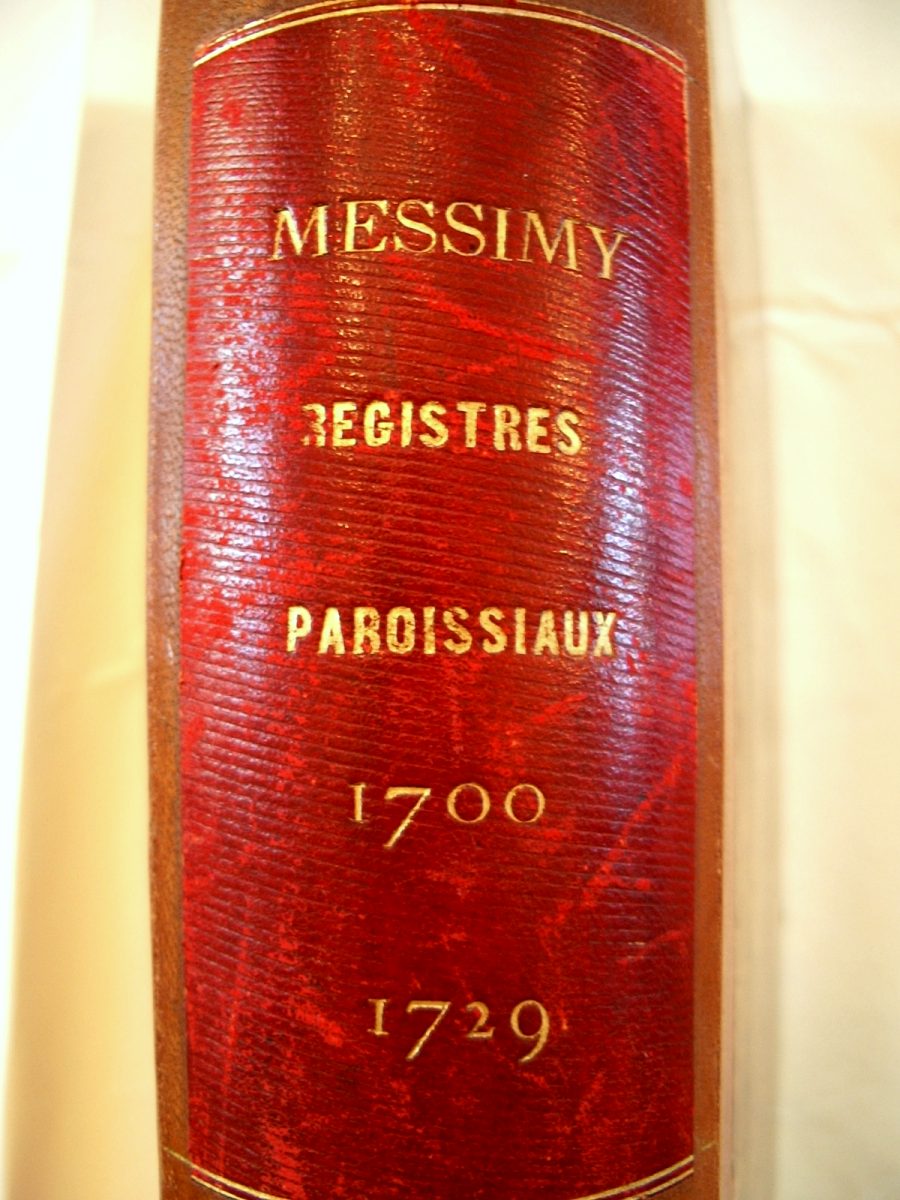 MESSIMY
REGISTRES
PAROISSIAUX
1700
1729